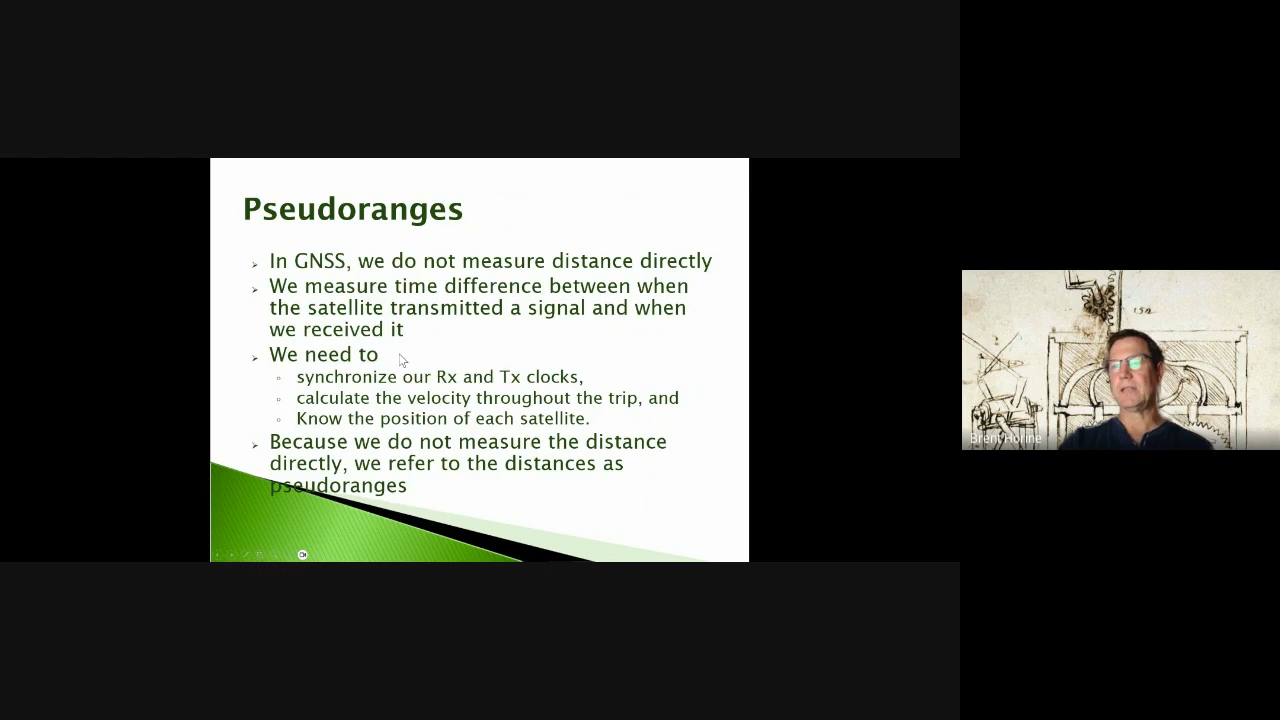 Pseudoranges
In GNSS, we do not measure distance directly
We measure time difference between when
the satellite transmitted a signal and when
we received it
We need to
synchronize our Rx and Tx clocks,
calculate the velocity throughout the trip, and
Know the position of each satellite.
Because we do not measure the distance
directly, we refer to the distances as
pseudoranges
Brent Horine